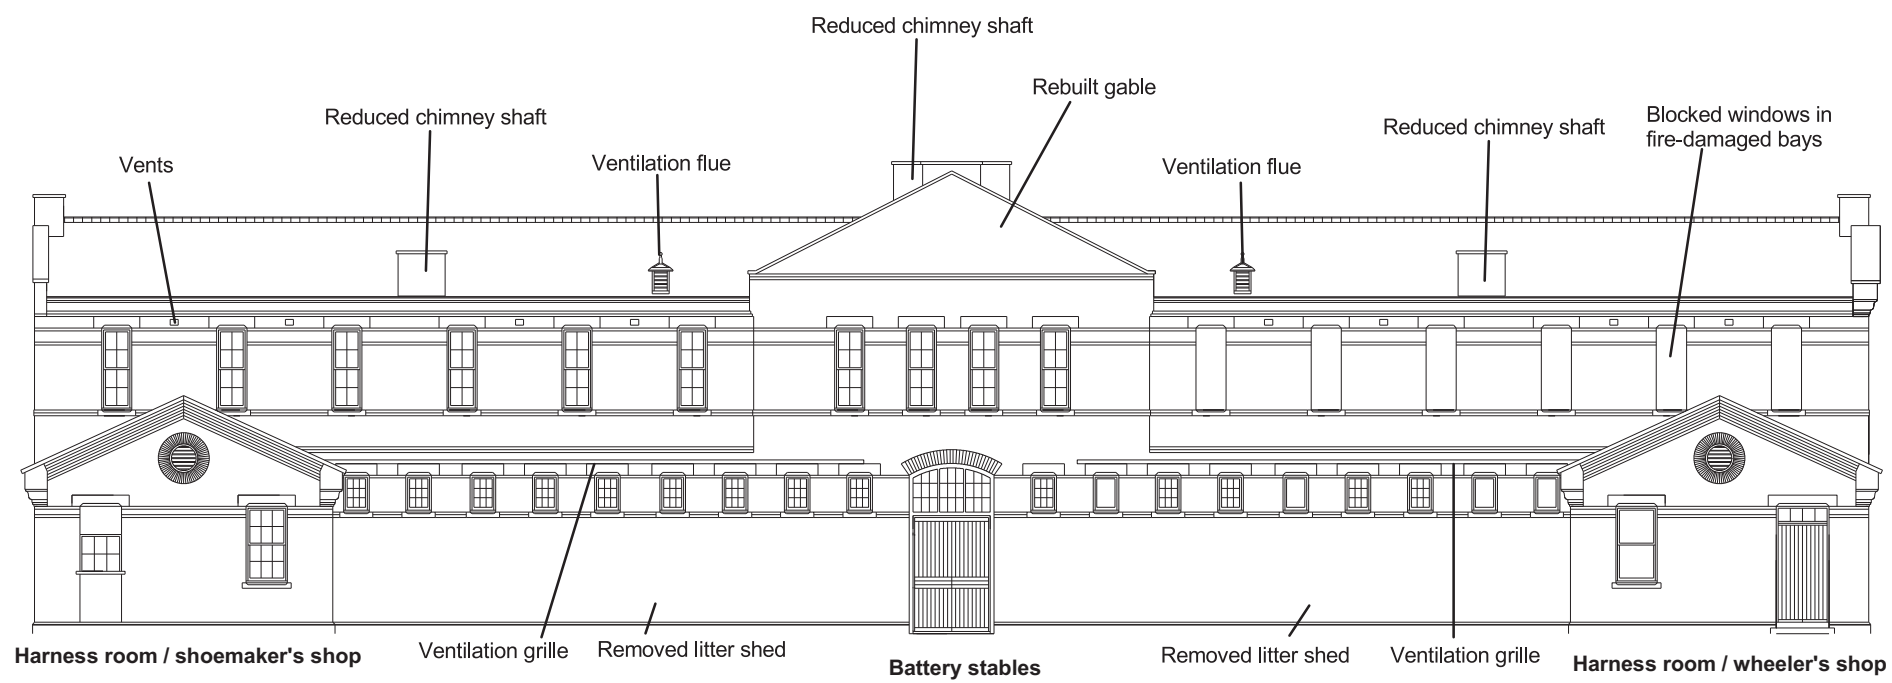 Reduced chimney shaft
Rebuilt gable
Reduced chimney shaft
Blocked windows in
fire-damaged bays
Reduced chimney shaft
Vents
Ventilation flue
Ventilation flue
Harness room / shoemaker's shop
Ventilation grille
Removed litter shed
Battery stables
Removed litter shed
Ventilation grille
Harness room / wheeler's shop